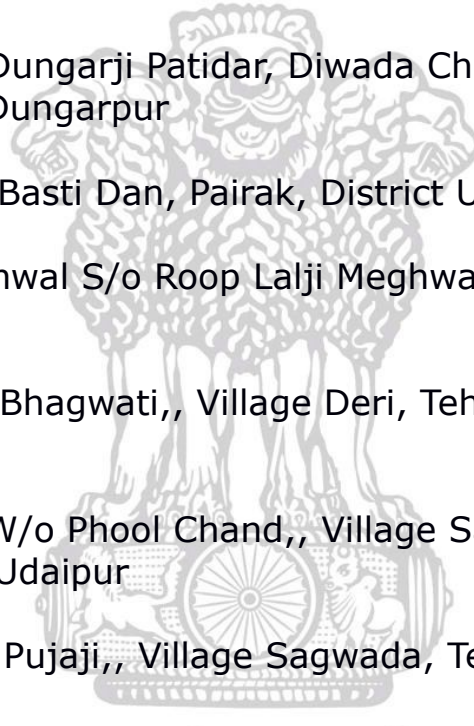 Dungarji Patidar, Diwada Ch
Dungarpur
Basti Dan, Pairak, District U
hwal S/o Roop Lalji Meghwa
Bhagwati,, Village Deri, Teh
W/o Phool Chand,, Village S
Udaipur
Pujaji,, Village Sagwada, Te